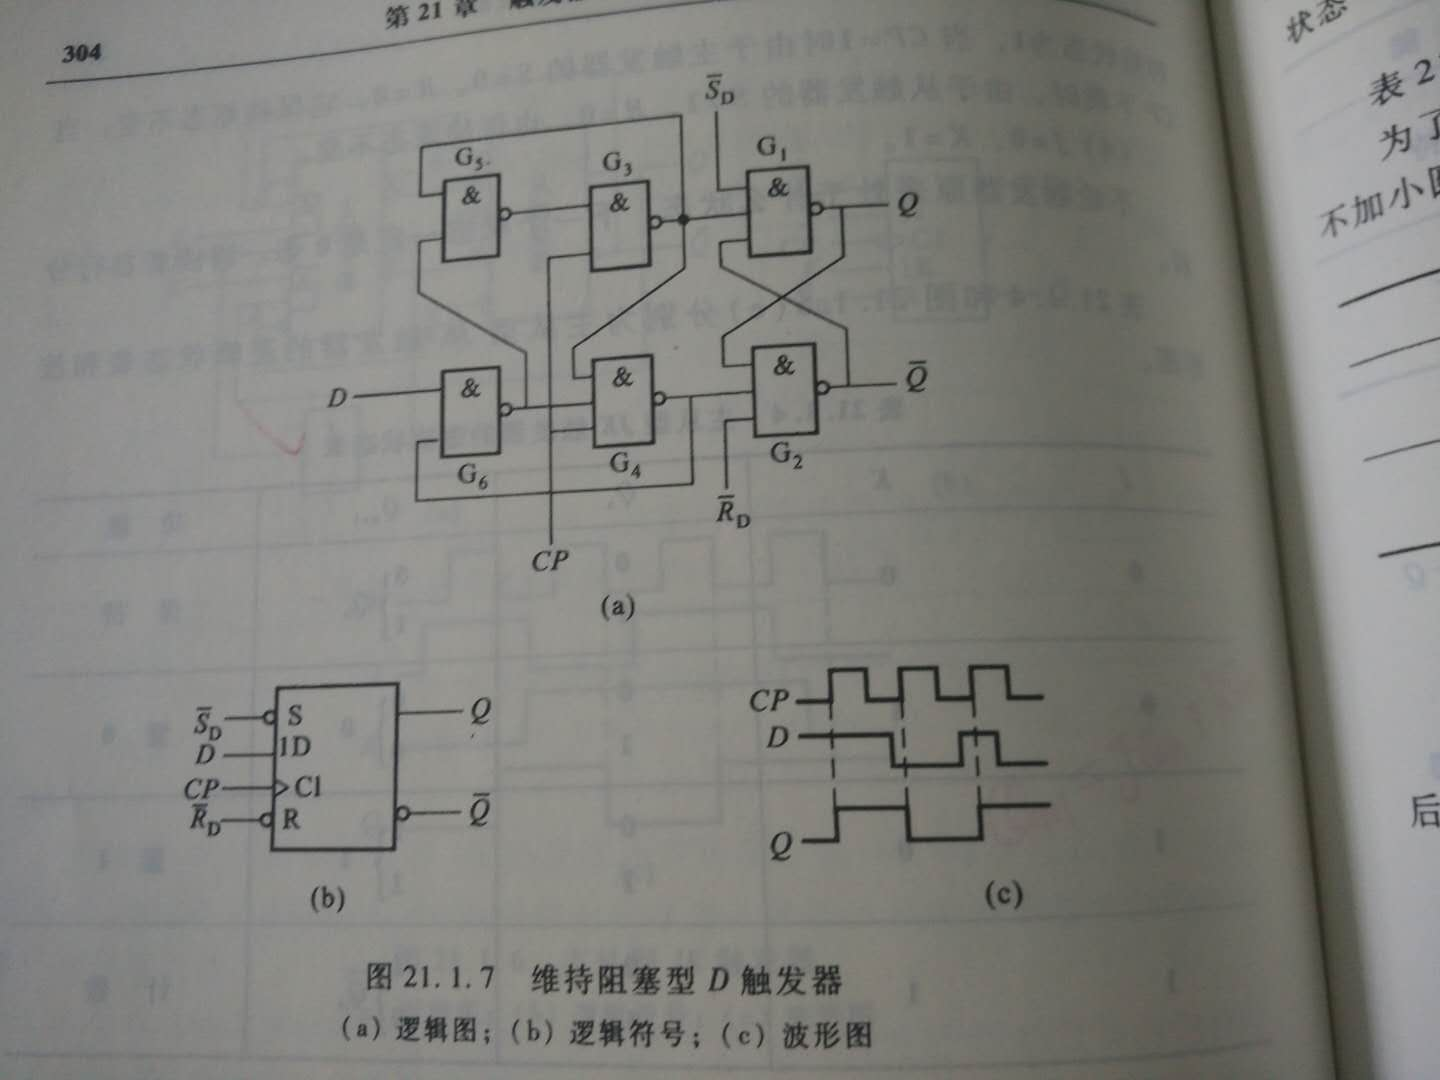 304
第 21 章
S̅D
G5
G3
G1
&
&
&
Q
D
&
&
&
Q̅
G6
G4
G2
R̅D
CP
(a)
S̅D
S
Q
D
1D
CP
C1
R̅D
R
Q̅
(b)
CP
D
Q
(c)
图 21.1.7 维持阻塞型 D 触发器
(a) 逻辑图; (b) 逻辑符号; (c) 波形图
状态
表 2
为了
不加小
后